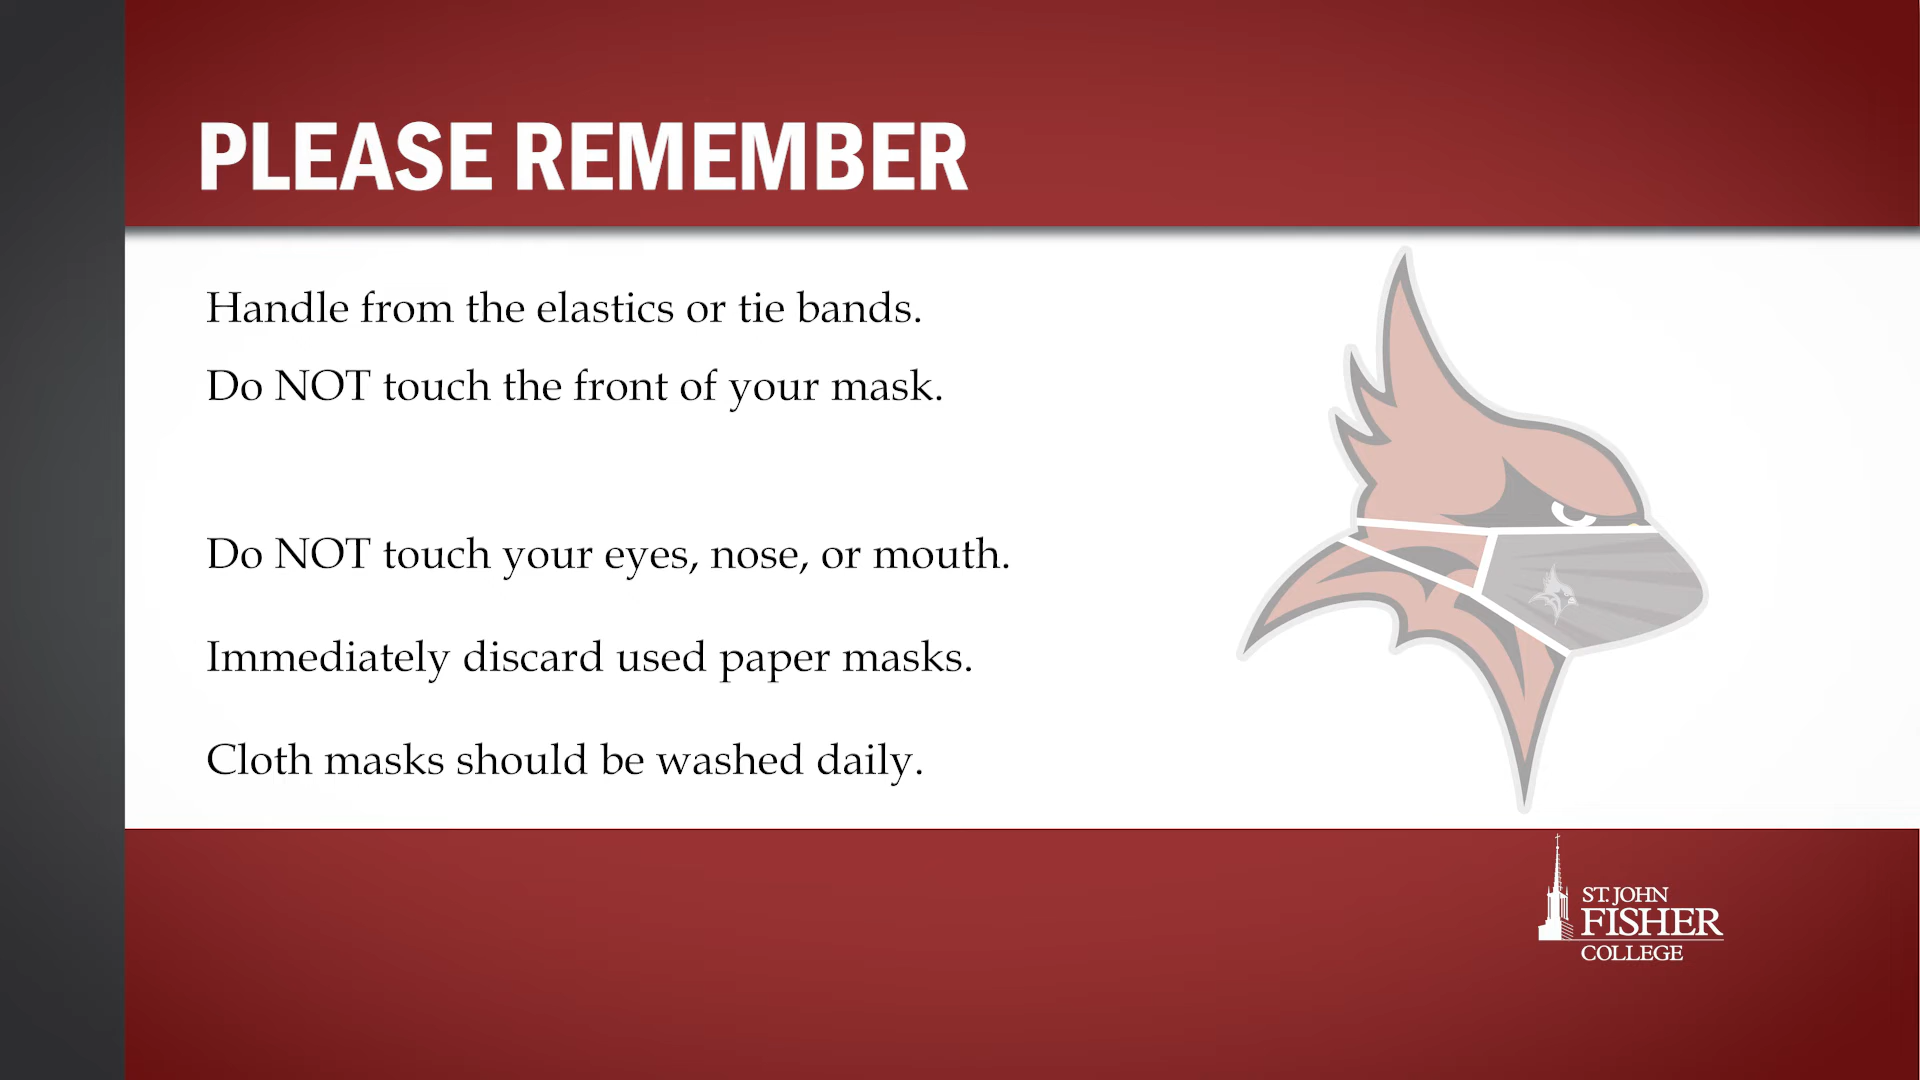 PLEASE REMEMBER
Handle from the elastics or tie bands.
Do NOT touch the front of your mask.
Do NOT touch your eyes, nose, or mouth.
Immediately discard used paper masks.
Cloth masks should be washed daily.
ST. JOHN
FISHER
COLLEGE